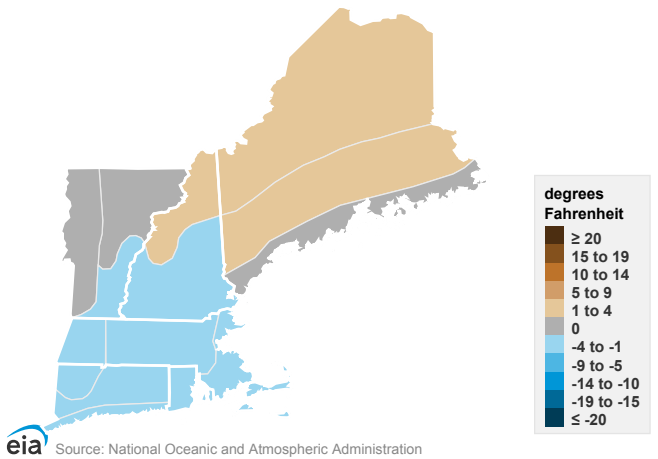 degrees
Fahrenheit
≥ 20
15 to 19
10 to 14
5 to 9
1 to 4
0
-4 to -1
-9 to -5
-14 to -10
-19 to -15
≤ -20
eia
Source: National Oceanic and Atmospheric Administration